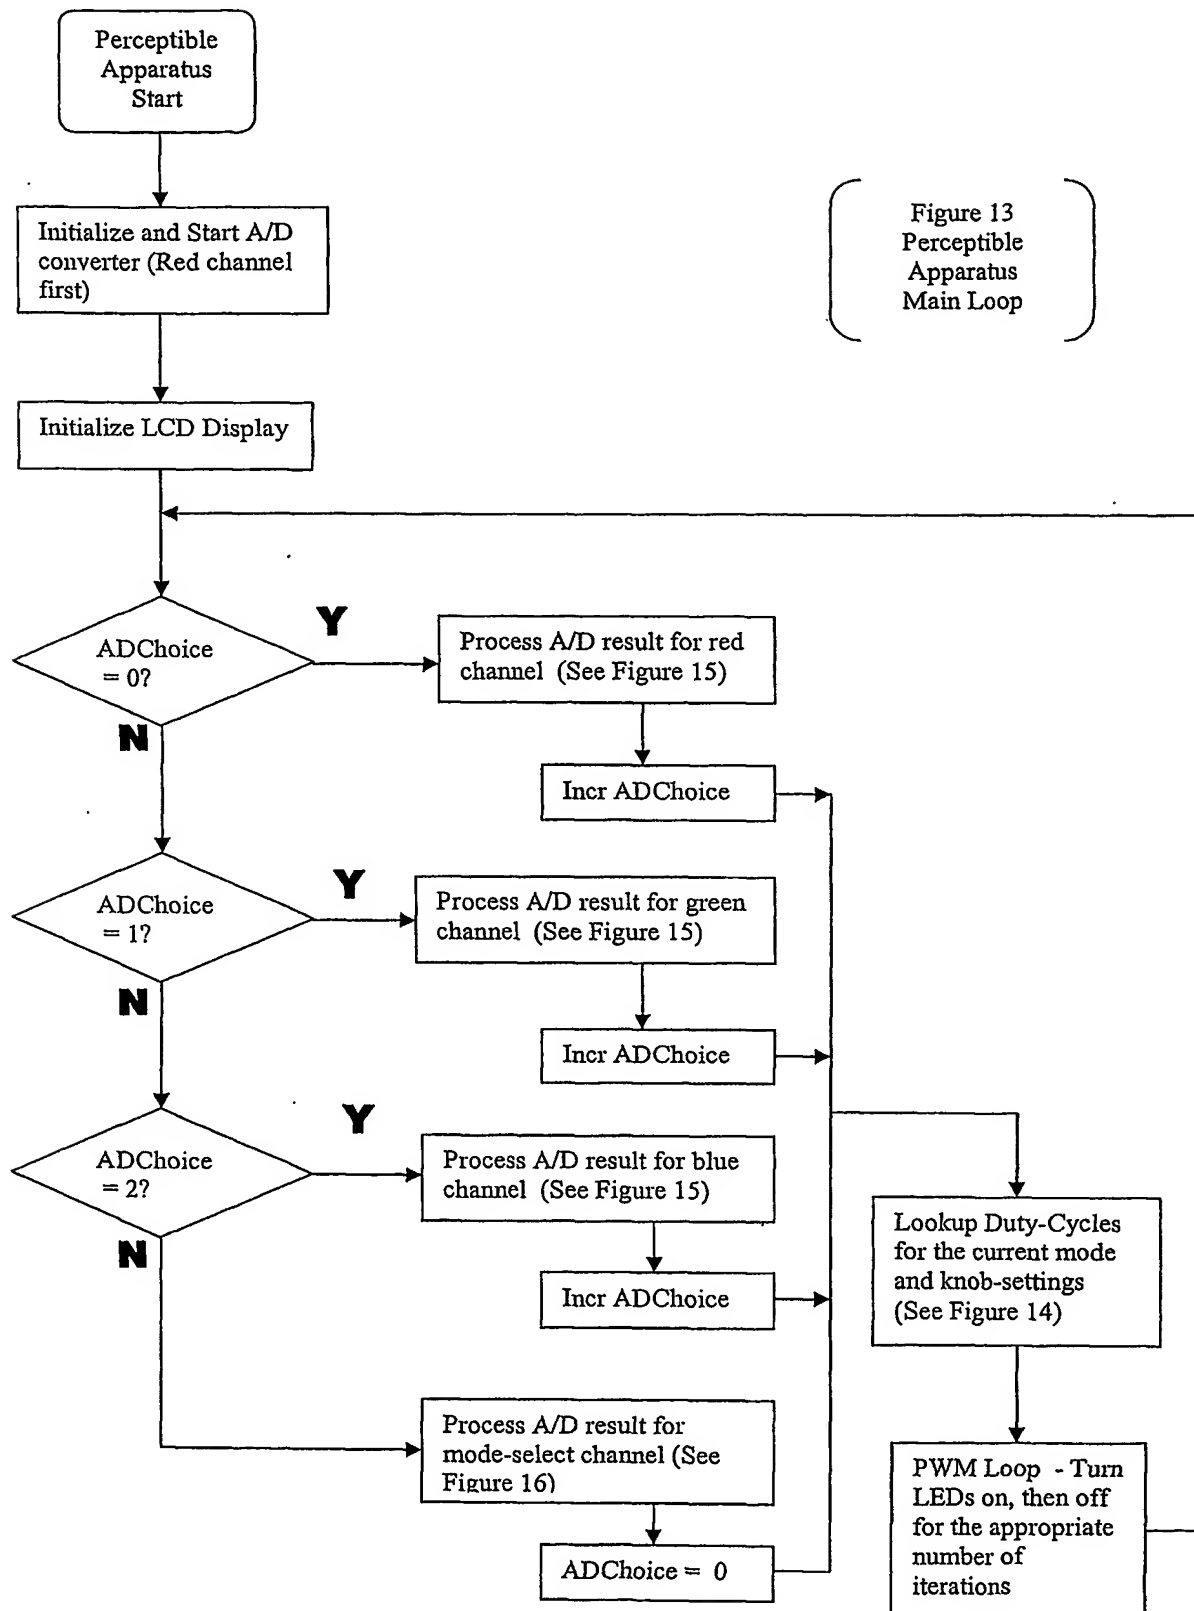 Perceptible
Apparatus
Start
Initialize and Start A/D
converter (Red channel
first)
Figure 13
Perceptible
Apparatus
Main Loop
Initialize LCD Display
ADChoice
= 0?
Y
N
Process A/D result for red
channel (See Figure 15)
Incr ADChoice
ADChoice
= 1?
Y
N
Process A/D result for green
channel (See Figure 15)
Incr ADChoice
ADChoice
= 2?
Y
N
Process A/D result for blue
channel (See Figure 15)
Incr ADChoice
Lookup Duty-Cycles
for the current mode
and knob-settings
(See Figure 14)
Process A/D result for
mode-select channel (See
Figure 16)
ADChoice = 0
PWM Loop - Turn
LEDs on, then off
for the appropriate
number of
iterations